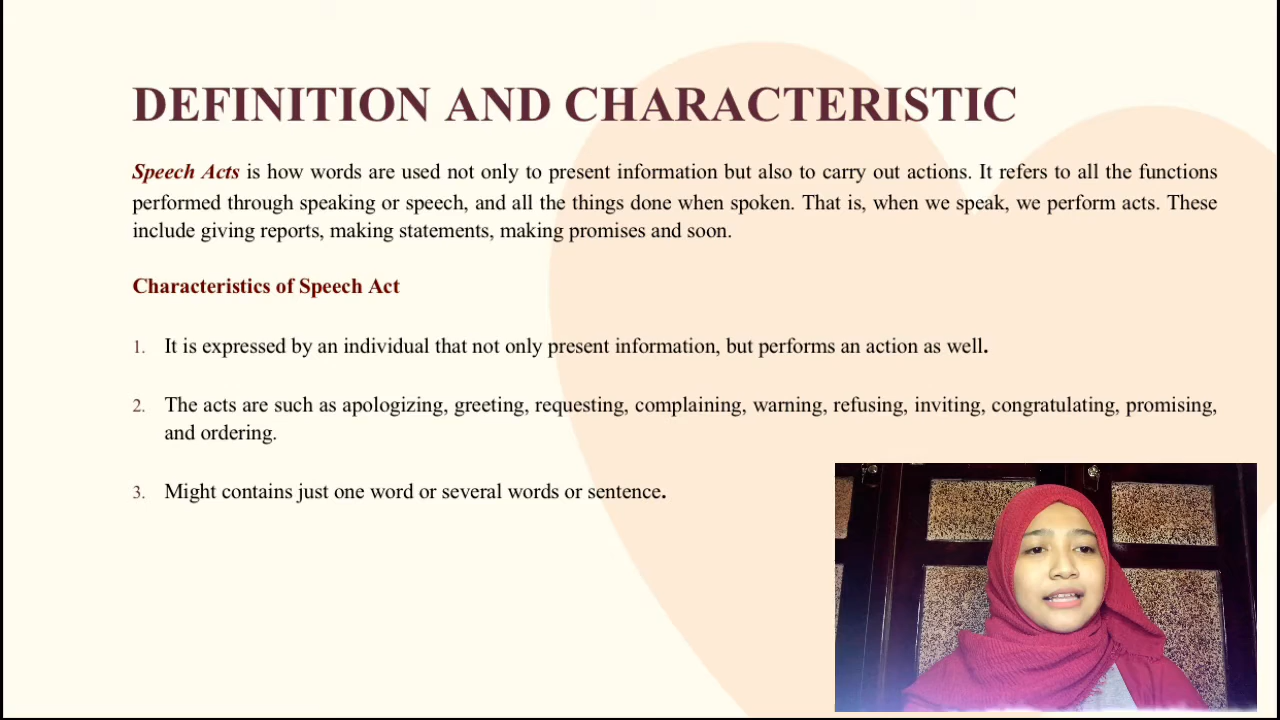 DEFINITION AND CHARACTERISTIC
Speech Acts is how words are used not only to present information but also to carry out actions. It refers to all the functions
performed through speaking or speech, and all the things done when spoken. That is, when we speak, we perform acts. These
include giving reports, making statements, making promises and soon.
Characteristics of Speech Act
1. It is expressed by an individual that not only present information, but performs an action as well.
2. The acts are such as apologizing, greeting, requesting, complaining, warning, refusing, inviting, congratulating, promising,
and ordering.
3. Might contains just one word or several words or sentence.